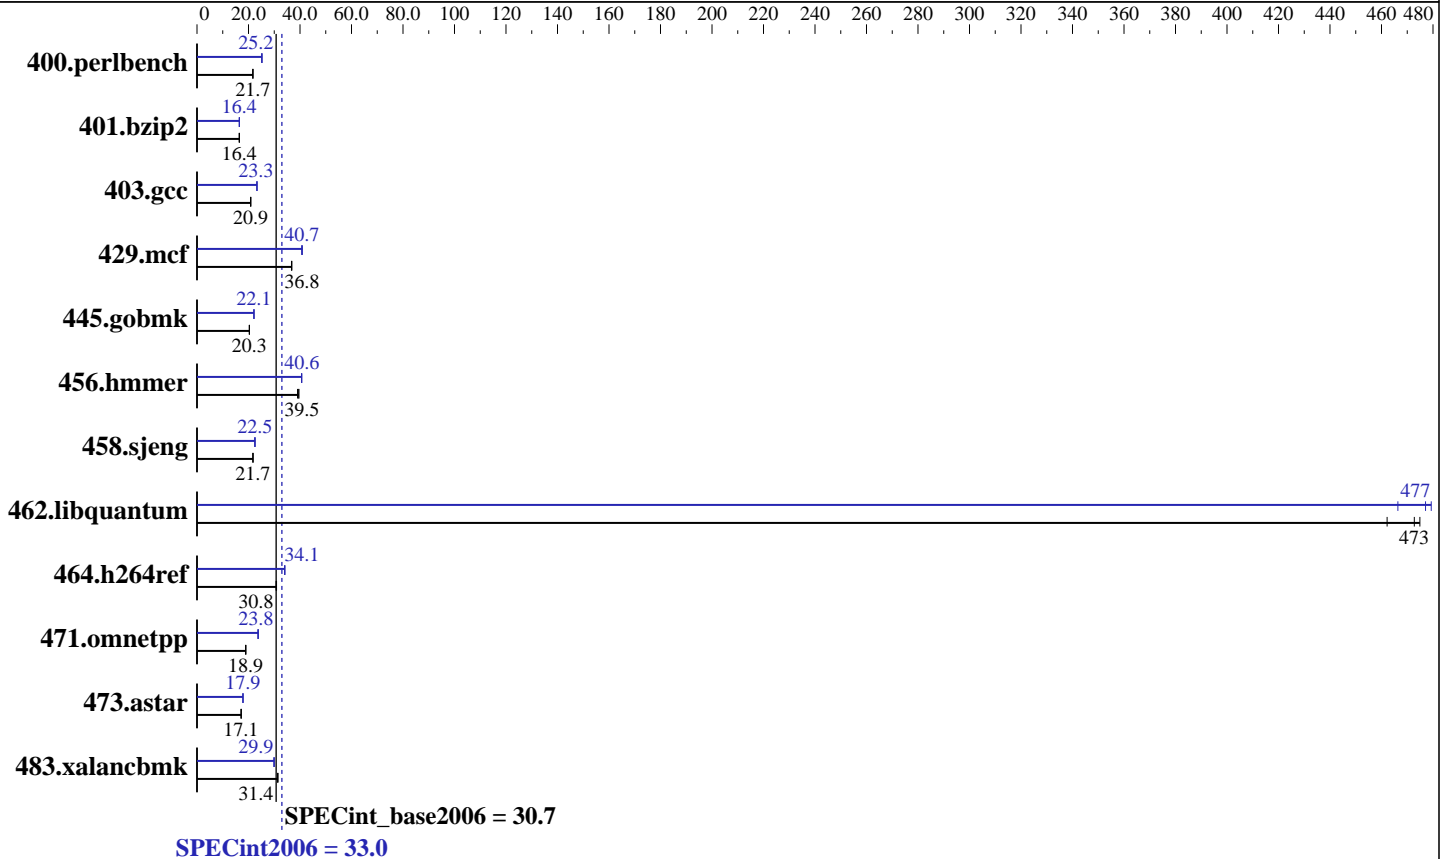 0 20.0 40.0 60.0 80.0 100 120 140 160 180 200 220 240 260 280 300 320 340 360 380 400 420 440 460 480
25.2
400.perlbench
21.7
16.4
401.bzip2
16.4
23.3
403.gcc
20.9
40.7
429.mcf
36.8
22.1
445.gobmk
20.3
40.6
456.hmmer
39.5
22.5
458.sjeng
21.7
477
462.libquantum
473
34.1
464.h264ref
30.8
23.8
471.omnetpp
18.9
17.9
473.astar
17.1
29.9
483.xalancbmk
31.4
SPECint_base2006 = 30.7
SPECint2006 = 33.0